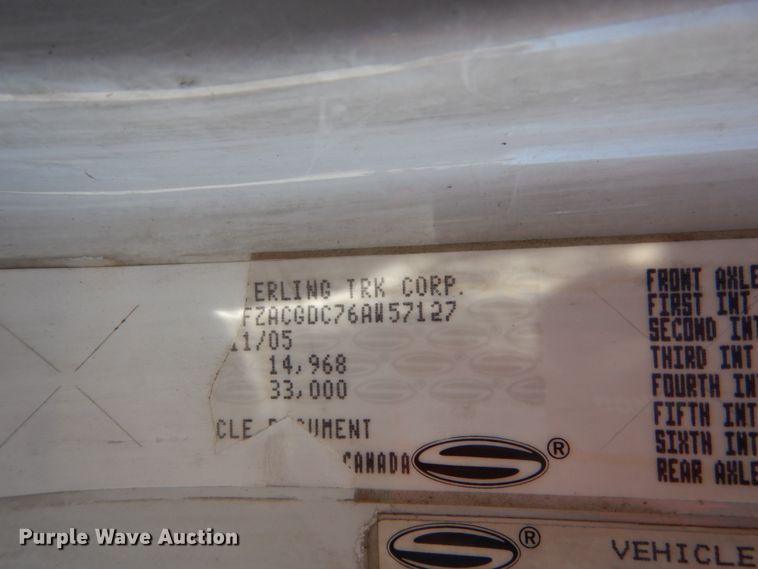 ERLING TRK CORP.
FZACGDC76AW57127
11/05
14,968
33,000
CLE UMENT
CANADA ®
FRONT AXLE
FIRST INT
SECOND INT
THIRD INT
FOURTH IN
FIFTH INT
SIXTH INT
REAR AXLE
® VEHICLE
Purple Wave Auction